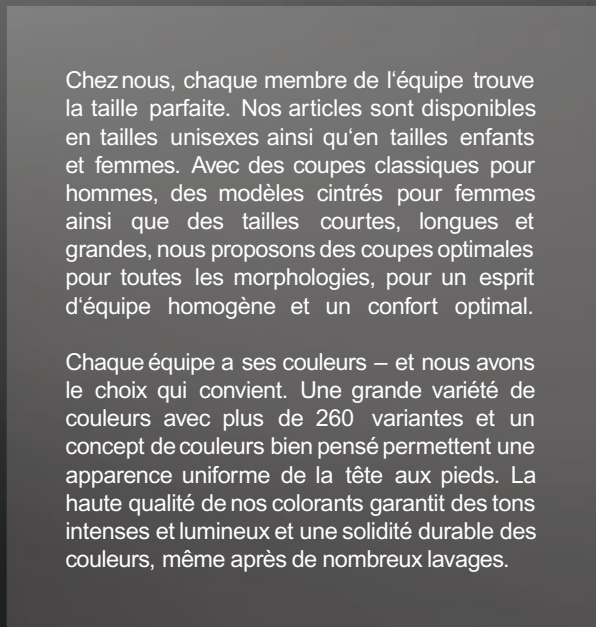 Chez nous, chaque membre de l‘équipe trouve
la taille parfaite. Nos articles sont disponibles
en tailles unisexes ainsi qu‘en tailles enfants
et femmes. Avec des coupes classiques pour
hommes, des modèles cintrés pour femmes
ainsi que des tailles courtes, longues et
grandes, nous proposons des coupes optimales
pour toutes les morphologies, pour un esprit
d‘équipe homogène et un confort optimal.
Chaque équipe a ses couleurs – et nous avons
le choix qui convient. Une grande variété de
couleurs avec plus de 260 variantes et un
concept de couleurs bien pensé permettent une
apparence uniforme de la tête aux pieds. La
haute qualité de nos colorants garantit des tons
intenses et lumineux et une solidité durable des
couleurs, même après de nombreux lavages.